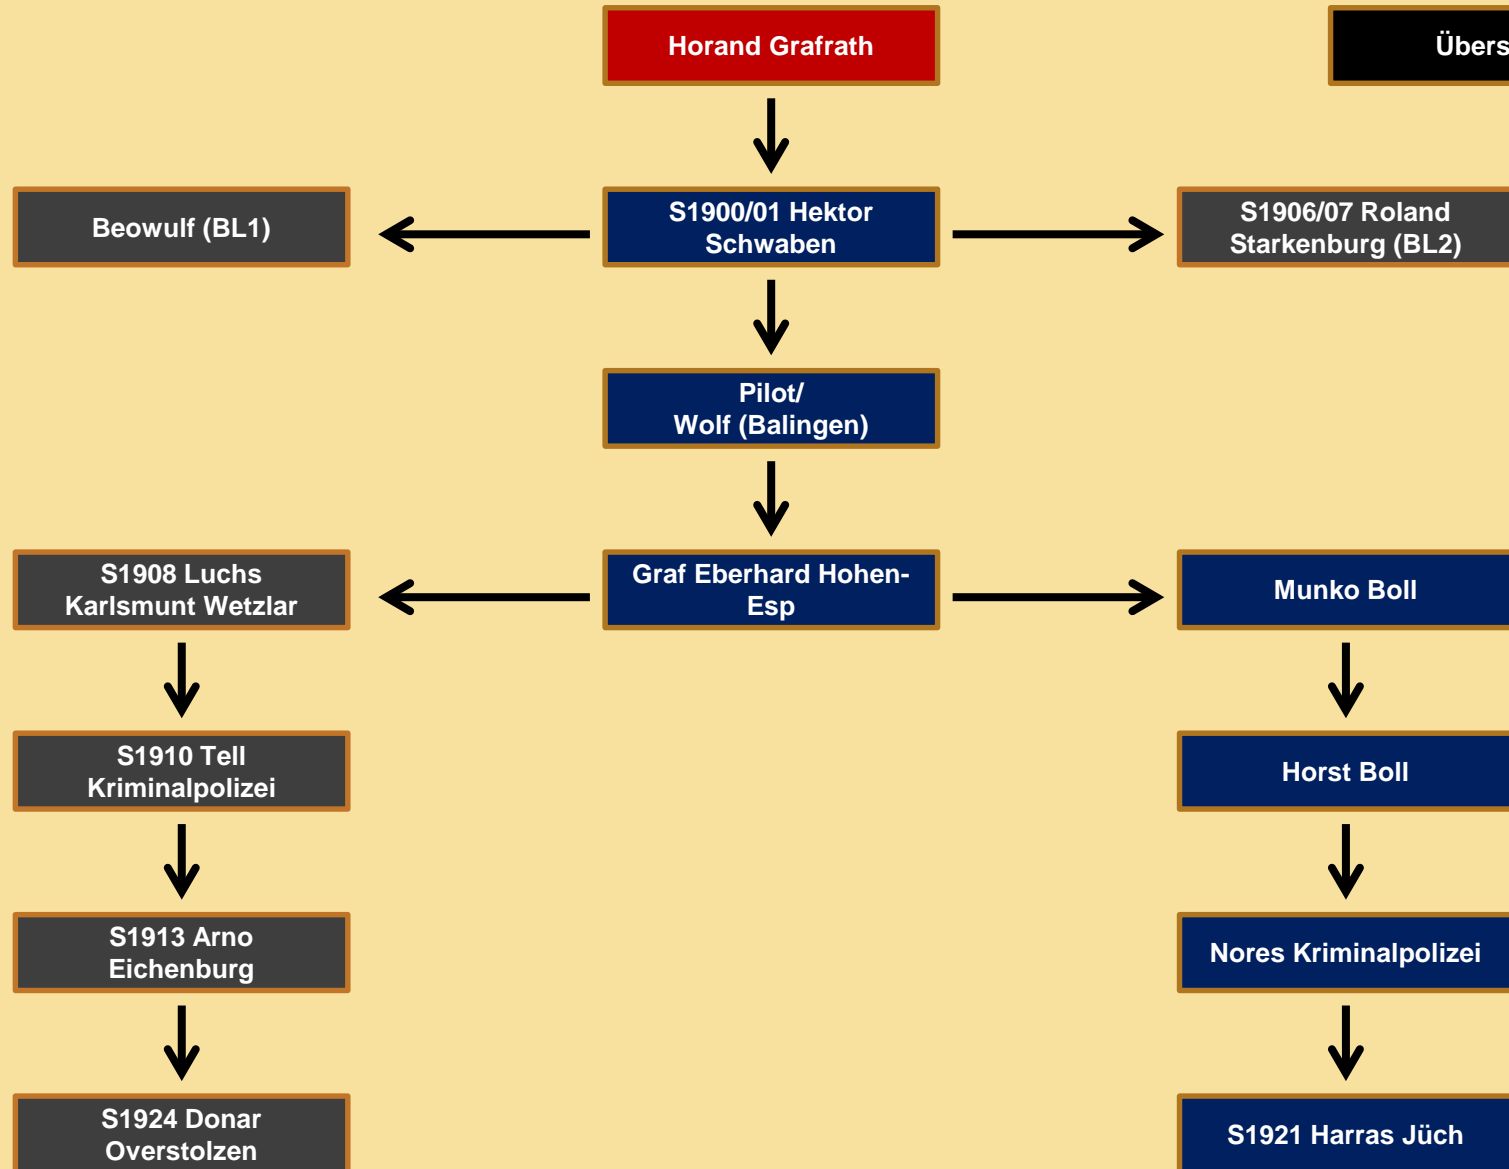 Horand Grafrath
Übers
Beowulf (BL1)
S1900/01 Hektor
Schwaben
S1906/07 Roland
Starkenburg (BL2)
Pilot/
Wolf (Balingen)
S1908 Luchs
Karlsmunt Wetzlar
Graf Eberhard Hohen-
Esp
Munko Boll
S1910 Tell
Kriminalpolizei
Horst Boll
S1913 Arno
Eichenburg
Nores Kriminalpolizei
S1924 Donar
Overstolzen
S1921 Harras Jüch